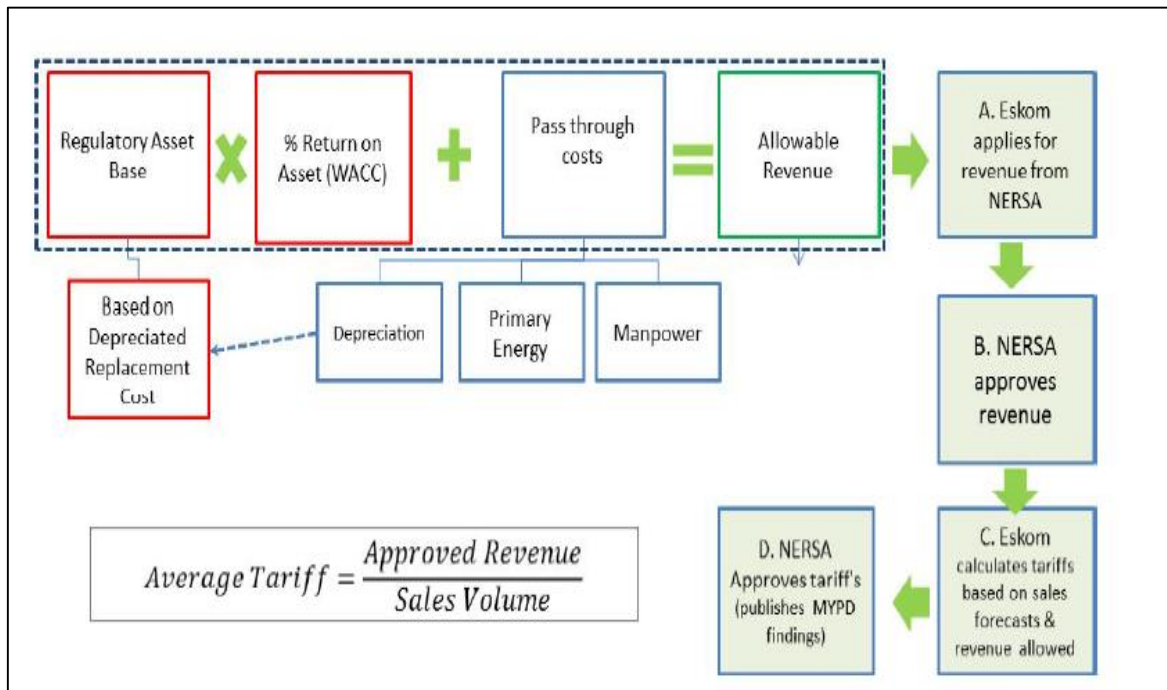 Regulatory Asset
Base
% Return on
Asset (WACC)
+
Pass through
costs
=
Allowable
Revenue
A. Eskom
applies for
revenue from
NERSA
Based on
Depreciated
Replacement
Cost
Depreciation
Primary
Energy
Manpower
B. NERSA
approves
revenue
C. Eskom
calculates tariffs
based on sales
forecasts &
revenue allowed
D. NERSA
Approves tariff's
(publishes MYPD
findings)
Average Tariff = Approved Revenue
Sales Volume